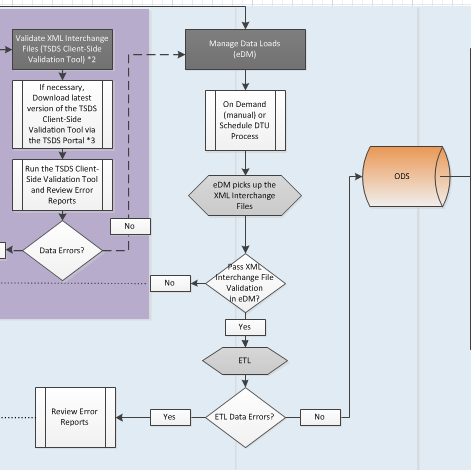 Validate XML Interchange
Files (TSDS Client-Side
Validation Tool) *2
If necessary,
Download latest
version of the TSDS
Client-Side
Validation Tool via
the TSDS Portal *3
Run the TSDS Client-
Side Validation Tool
and Review Error
Reports
Data Errors?
No
Manage Data Loads
(eDM)
On Demand
(manual) or
Schedule DTU
Process
eDM picks up the
XML Interchange
Files
Pass XML
Interchange File
Validation
in eDM?
No
Yes
ETL
ETL Data Errors?
Yes
No
Review Error
Reports
ODS